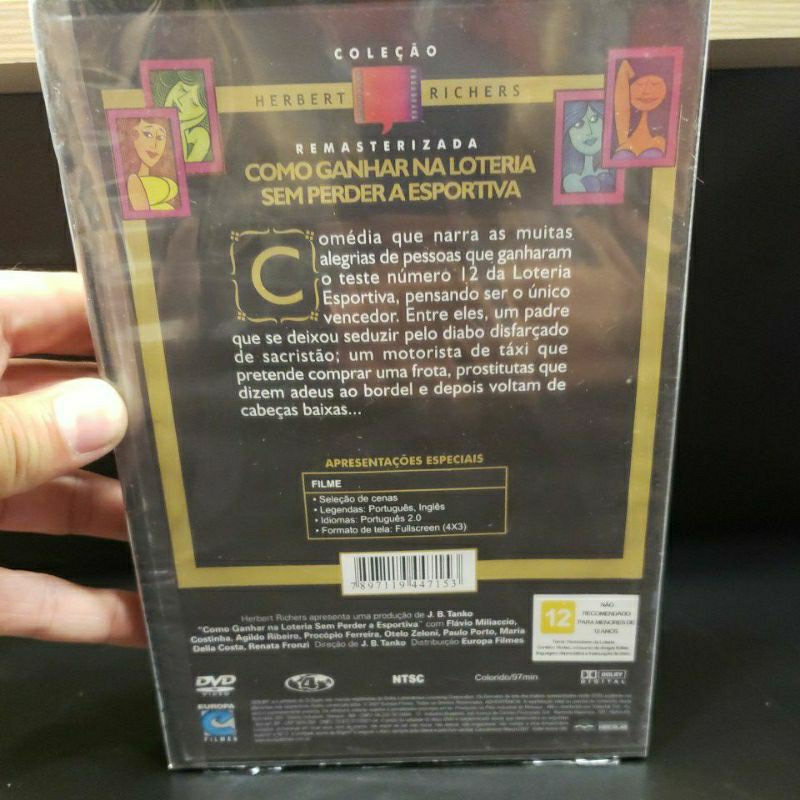 COLEÇÃO
HERBERT RICHERS
REMASTERIZADA
COMO GANHAR NA LOTERIA
SEM PERDER A ESPORTIVA
Comédia que narra as muitas
alegrias de pessoas que ganharam
o teste número 12 da Loteria
Esportiva, pensando ser o único
vencedor. Entre eles, um padre
que se deixou seduzir pelo diabo disfarçado
de sacristão; um motorista de táxi que
pretende comprar uma frota, prostitutas que
dizem adeus ao bordel e depois voltam de
cabeças baixas...
APRESENTAÇÕES ESPECIAIS
FILME
• Seleção de cenas
• Legendas: Português, Inglês
• Idiomas: Português 2.0
• Formato de tela: Fullscreen (4X3)
7 897119 447153
Herbert Richers apresenta uma produção de J. B. Tanko
"Como Ganhar na Loteria Sem Perder a Esportiva" com Flávio Miliaccio,
Costinha, Agildo Ribeiro, Procópio Ferreira, Otelo Zeloni, Paulo Porto, Maria
Della Costa, Renata Fronzi Direção de J. B. Tanko Distribuição Europa Filmes
12
NÃO
RECOMENDADO
PARA MENORES DE
12 ANOS
DVD
VIDEO
4
NTSC
Colorido/97min
DOLBY
DIGITAL
EUROPA
FILMES